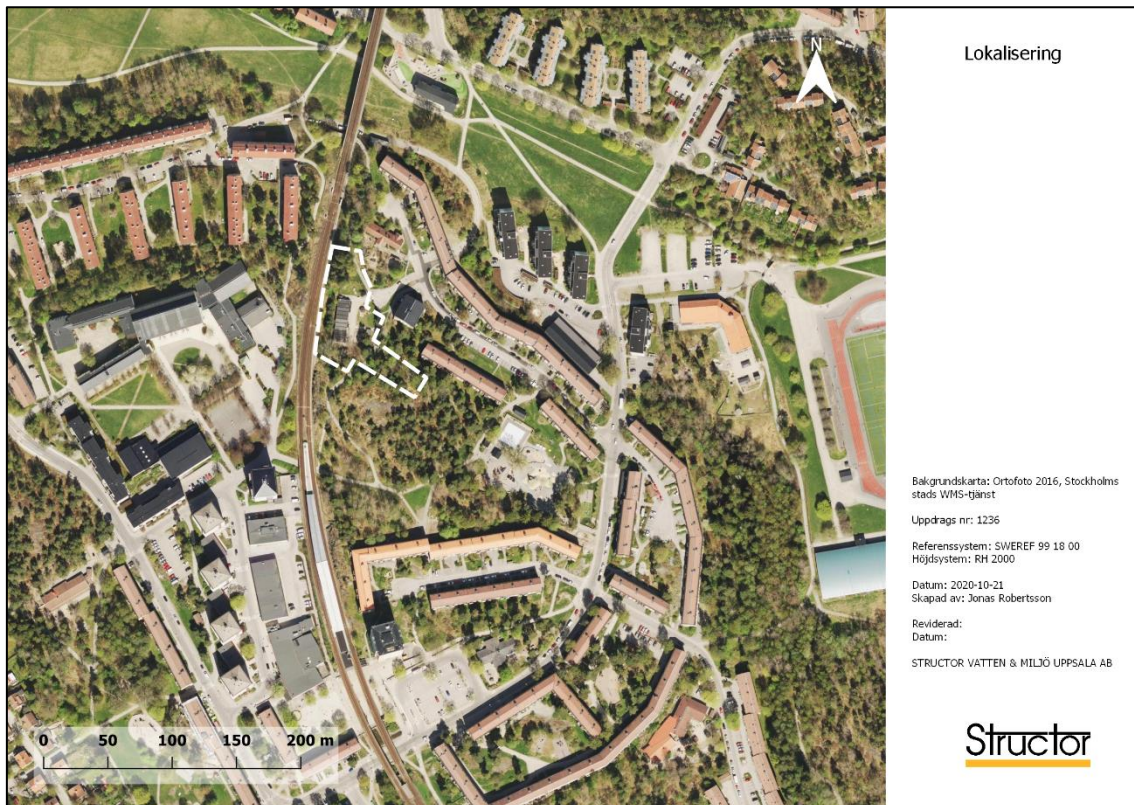 N
Lokalisering
Bakgrundskarta: Ortofoto 2016, Stockholms
stads WMS-tjänst
Uppdrags nr: 1236
Referenssystem: SWEREF 99 18 00
Höjdsystem: RH 2000
Datum: 2020-10-21
Skapad av: Jonas Robertsson
Reviderad:
Datum:
STRUCTOR VATTEN & MILJÖ UPPSALA AB
0 50 100 150 200 m
Structor